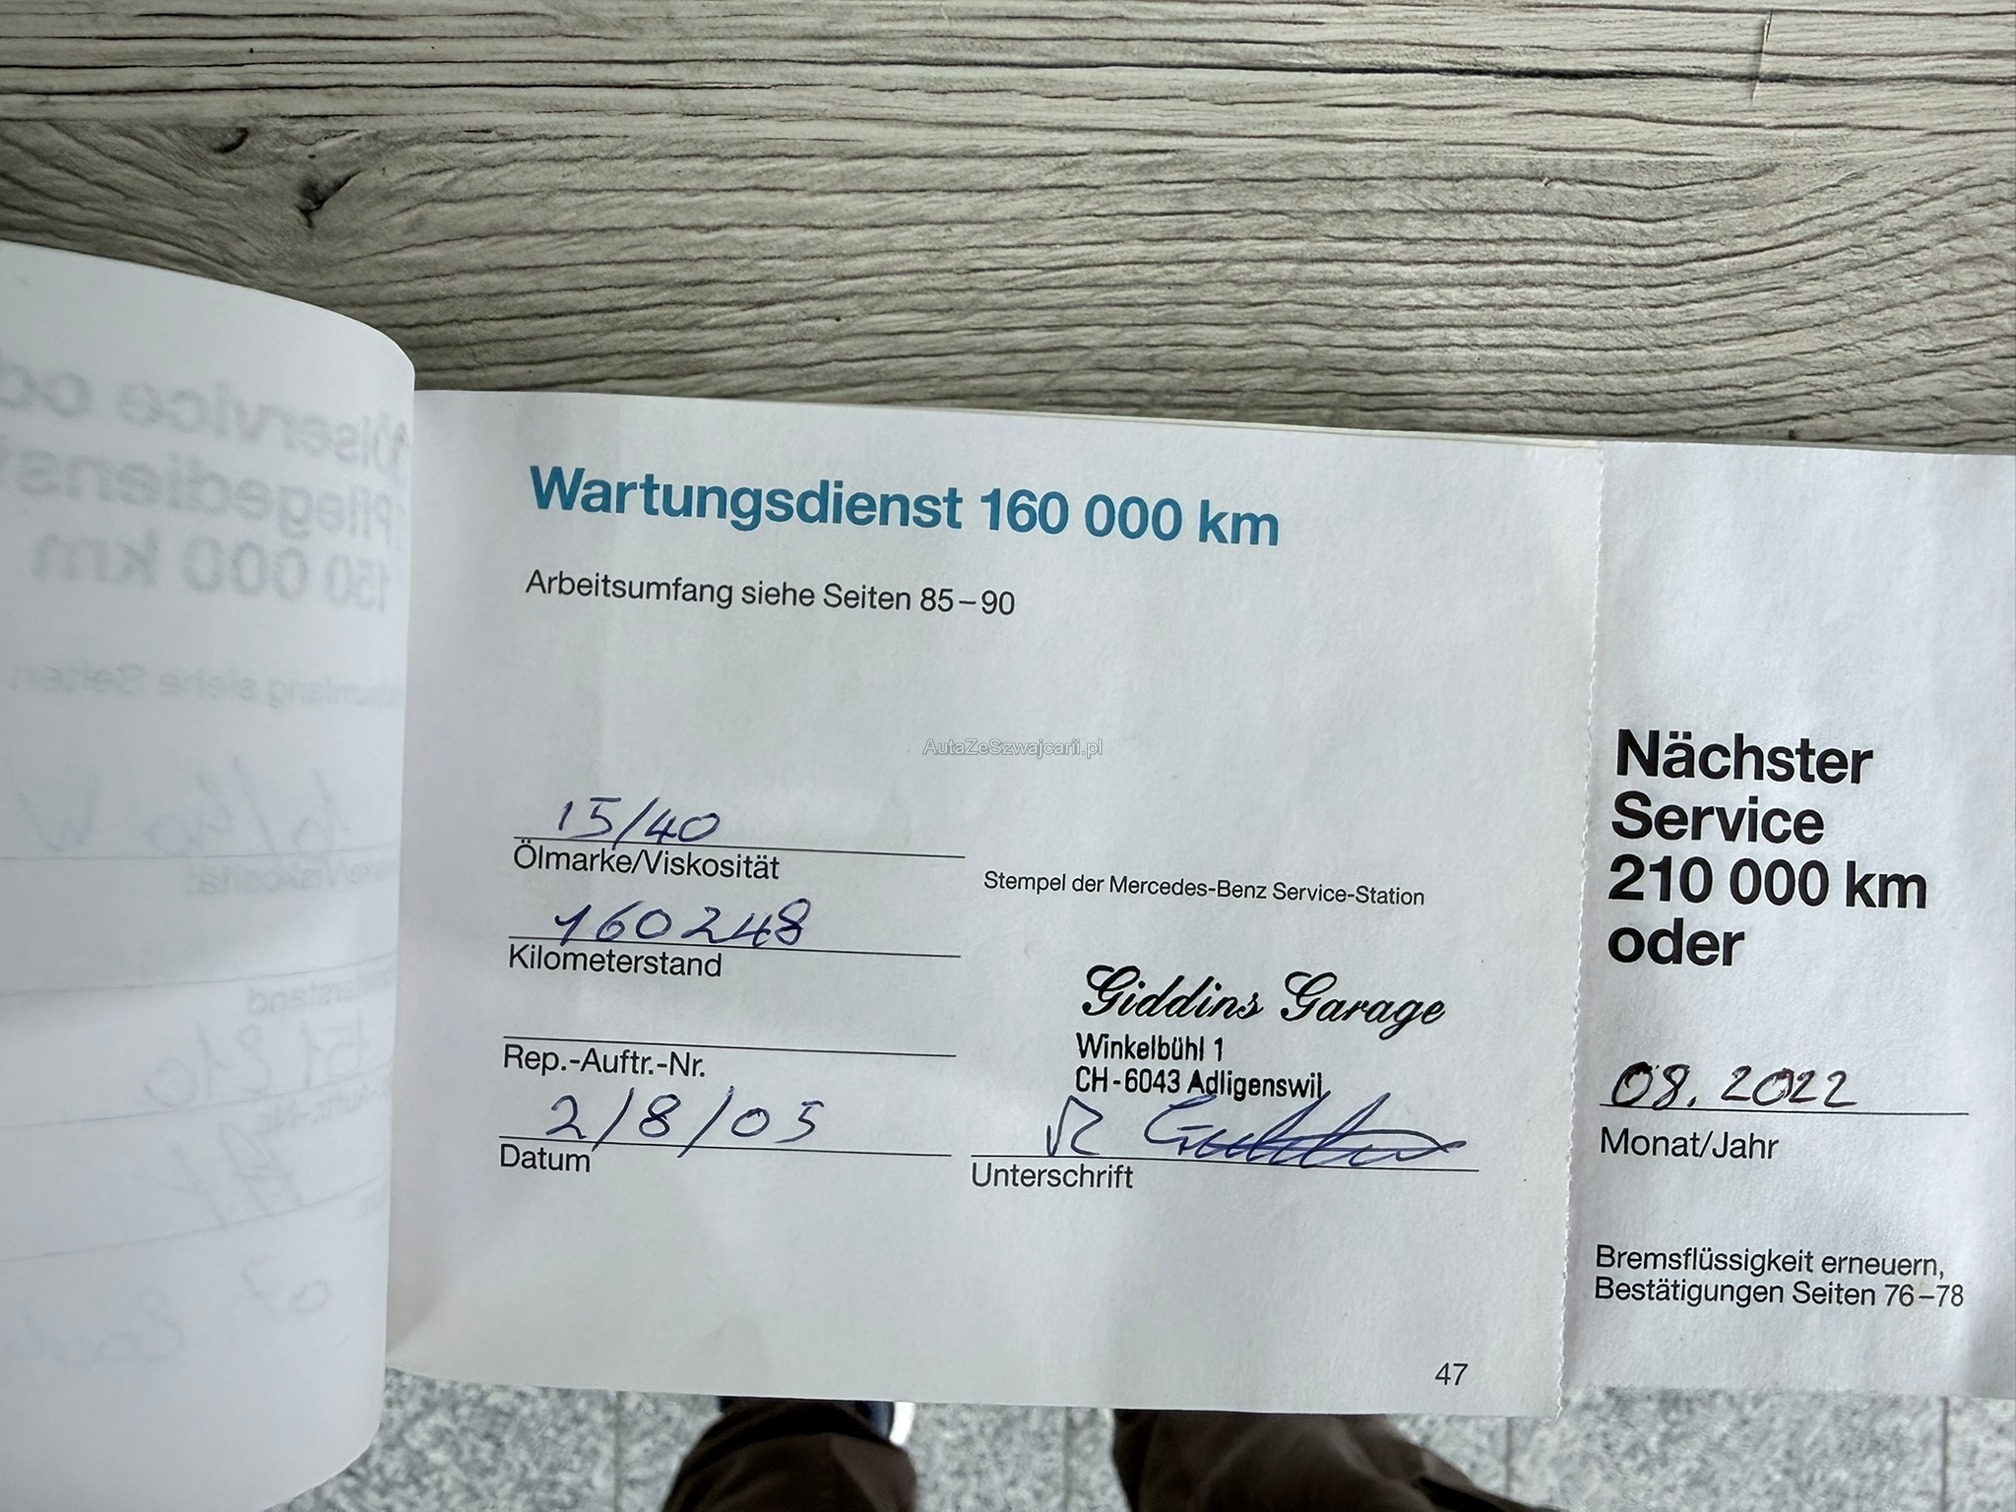 Wartungsdienst 160 000 km
Arbeitsumfang siehe Seiten 85–90
AutaZeSzwajcarii.pl
15/40
Ölmarke/Viskosität
160248
Kilometerstand
Rep.-Auftr.-Nr.
2/8/05
Datum
Stempel der Mercedes-Benz Service-Station
Giddins Garage
Winkelbühl 1
CH-6043 Adligenswil
Unterschrift
47
Nächster
Service
210 000 km
oder
08. 2022
Monat/Jahr
Bremsflüssigkeit erneuern,
Bestätigungen Seiten 76–78